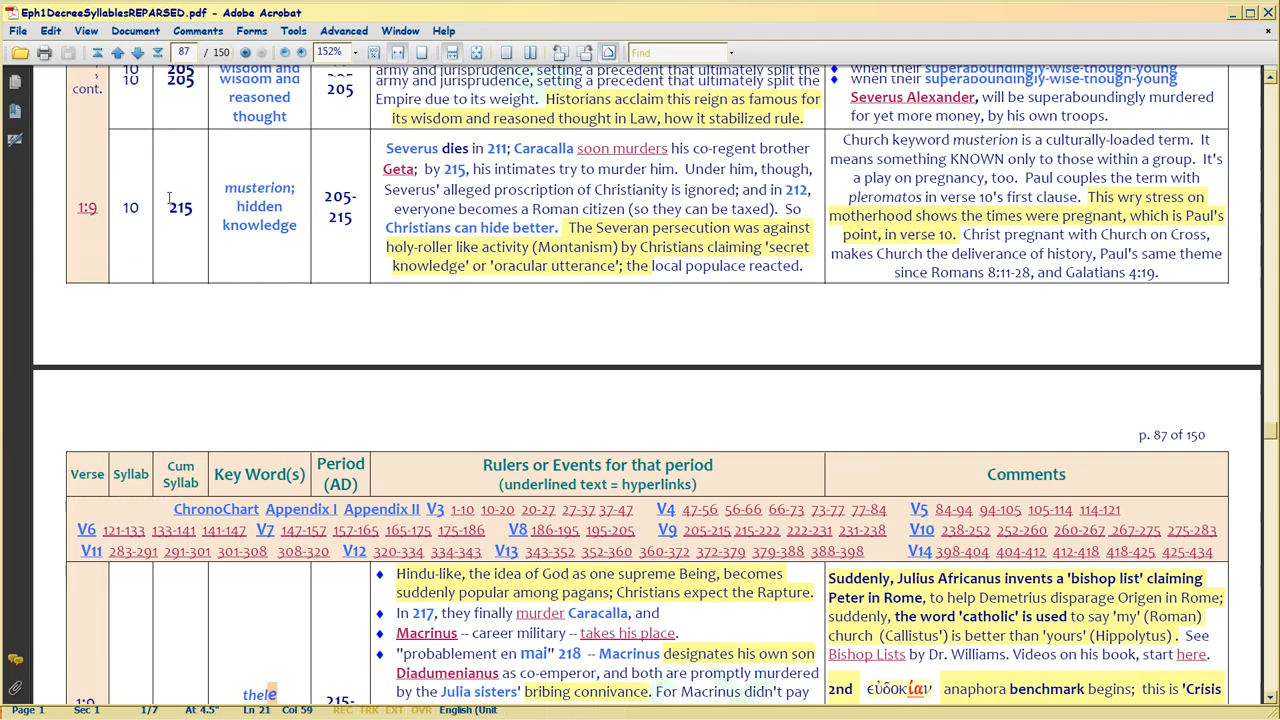 Eph1DecreeSyllablesREPARSED.pdf - Adobe Acrobat
File Edit View Document Comments Forms Tools Advanced Window Help
87 / 150 152% Find
, 10 205 wisdom and army and jurisprudence, setting a precedent that ultimately split the when their superaboundingly-wise-though-young
cont. 10 205 wisdom and 205 army and jurisprudence, setting a precedent that ultimately split the ♦ when their superaboundingly-wise-though-young
reasoned Empire due to its weight. Historians acclaim this reign as famous for Severus Alexander, will be superaboundingly murdered
thought its wisdom and reasoned thought in Law, how it stabilized rule. for yet more money, by his own troops.
1:9 10 215
musterion;
hidden
knowledge
205-
215
Severus dies in 211; Caracalla soon murders his co-regent brother
Geta; by 215, his intimates try to murder him. Under him, though,
Severus' alleged proscription of Christianity is ignored; and in 212,
everyone becomes a Roman citizen (so they can be taxed). So
Christians can hide better. The Severan persecution was against
holy-roller like activity (Montanism) by Christians claiming 'secret
knowledge' or 'oracular utterance'; the local populace reacted.
Church keyword musterion is a culturally-loaded term. It
means something KNOWN only to those within a group. It's
a play on pregnancy, too. Paul couples the term with
pleromatos in verse 10's first clause. This wry stress on
motherhood shows the times were pregnant, which is Paul's
point, in verse 10. Christ pregnant with Church on Cross,
makes Church the deliverance of history, Paul's same theme
since Romans 8:11-28, and Galatians 4:19.
p. 87 of 150
Verse Syllab Cum Syllab Key Word(s) Period (AD) Rulers or Events for that period (underlined text = hyperlinks) Comments
ChronoChart Appendix I Appendix II V3 1-10 10-20 20-27 27-37 37-47 V4 47-56 56-66 66-73 73-77 77-84 V5 84-94 94-105 105-114 114-121
V6 121-133 133-141 141-147 V7 147-157 157-165 165-175 175-186 V8 186-195 195-205 V9 205-215 215-222 222-231 231-238 V10 238-252 252-260 260-267 267-275 275-283
V11 283-291 291-301 301-308 308-320 V12 320-334 334-343 V13 343-352 352-360 360-372 372-379 379-388 388-398 V14 398-404 404-412 412-418 418-425 425-434
1:9
thele
215-
♦ Hindu-like, the idea of God as one supreme Being, becomes
suddenly popular among pagans; Christians expect the Rapture.
♦ In 217, they finally murder Caracalla, and
♦ Macrinus -- career military -- takes his place.
♦ "probablement en mai" 218 -- Macrinus designates his own son
Diadumenianus as co-emperor, and both are promptly murdered
by the Julia sisters' bribing connivance. For Macrinus didn't pay
Suddenly, Julius Africanus invents a 'bishop list' claiming
Peter in Rome, to help Demetrius disparage Origen in Rome;
suddenly, the word 'catholic' is used to say 'my' (Roman)
church (Callistus') is better than 'yours' (Hippolytus) . See
Bishop Lists by Dr. Williams. Videos on his book, start here.
2nd εὐδοκίαν anaphora benchmark begins; this is 'Crisis
Page 1 Sec 1 1/7 At 4.5" Ln 21 Col 59 REC TRK EXT OVR English (Unit